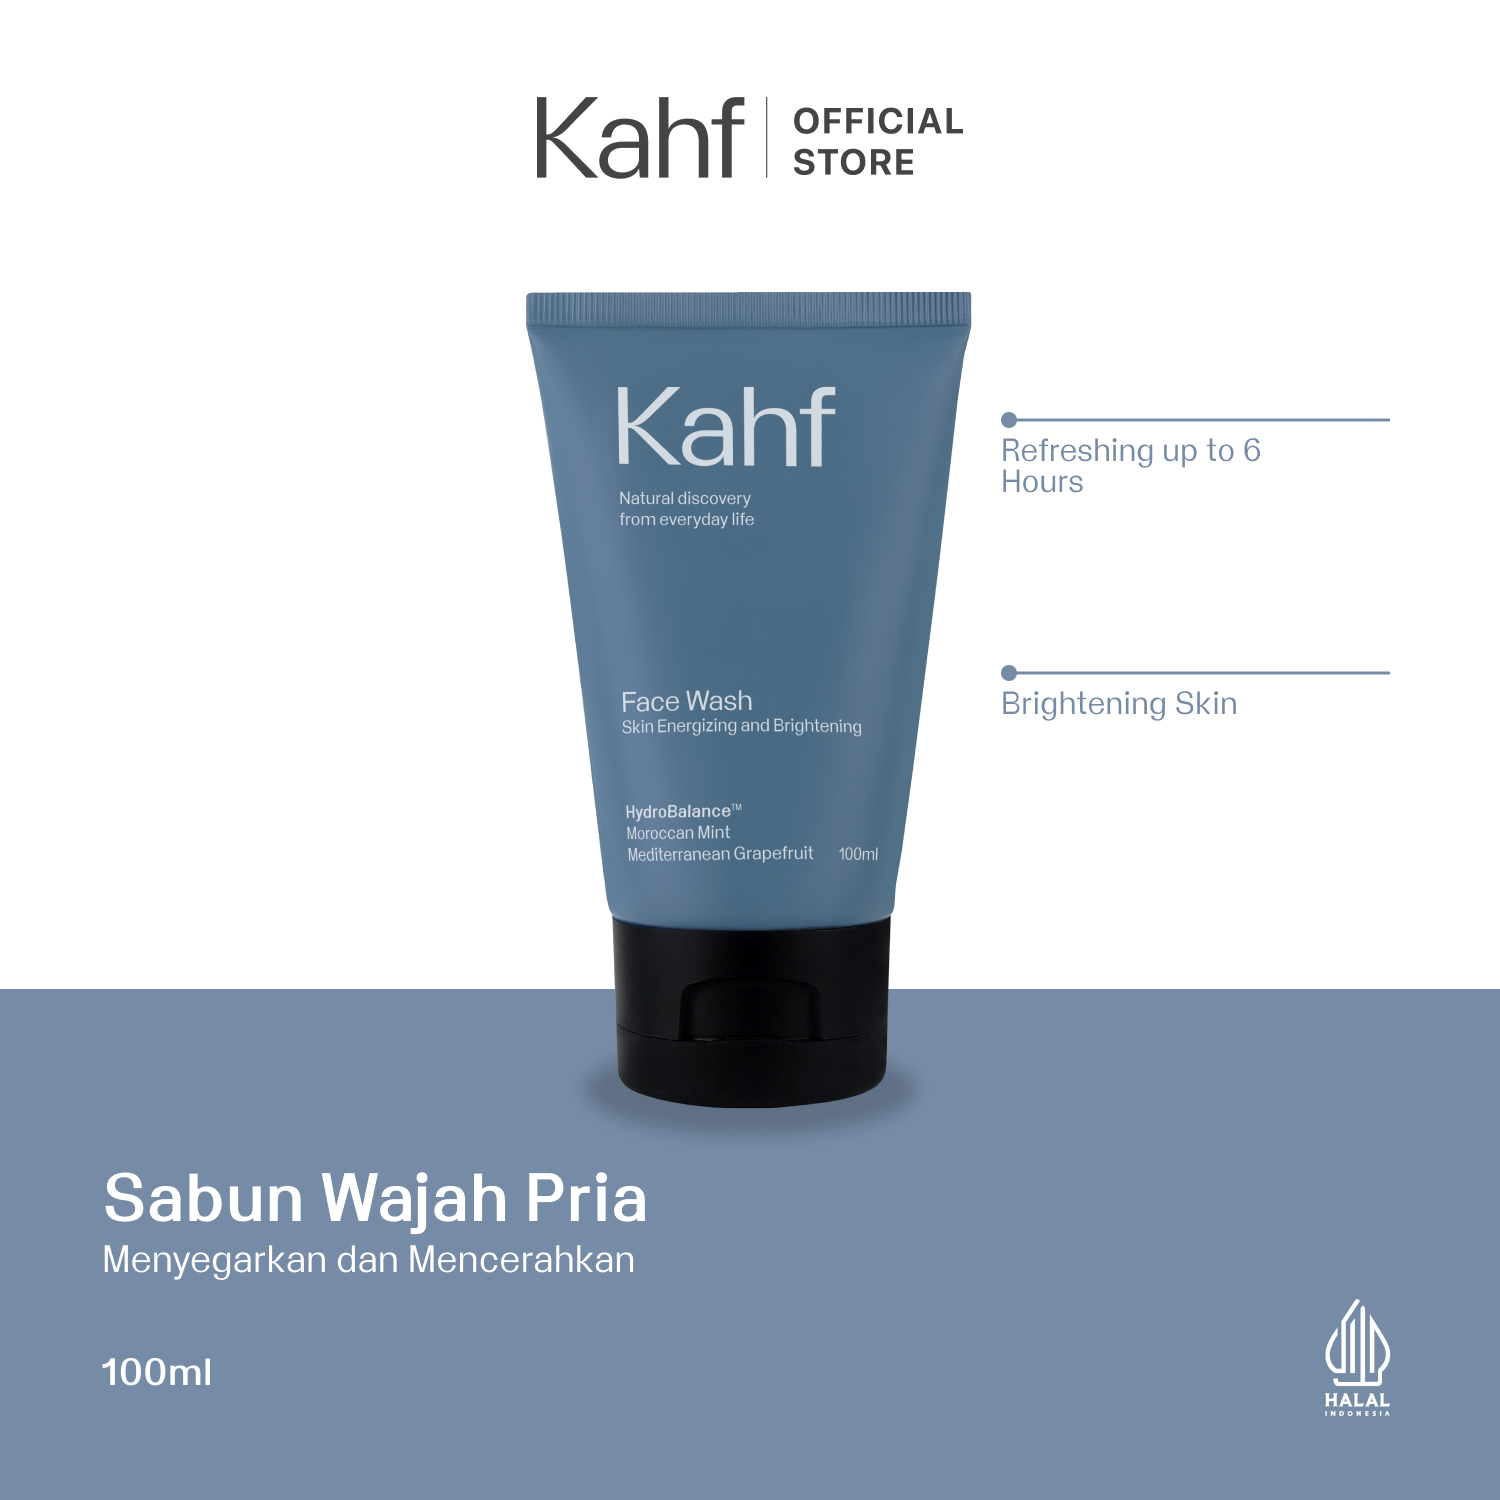 Kahf
OFFICIAL
STORE
Kahf
Natural discovery
from everyday life
Refreshing up to 6
Hours
Face Wash
Skin Energizing and Brightening
Brightening Skin
HydroBalance™
Moroccan Mint
Mediterranean Grapefruit 100ml
Sabun Wajah Pria
Menyegarkan dan Mencerahkan
100ml
HALAL
INDONESIA